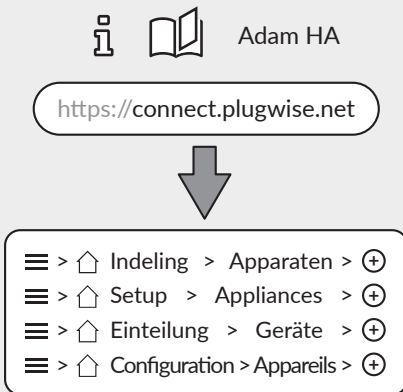 Adam HA
https://connect.plugwise.net
> Indeling > Apparaten >
> Setup > Appliances >
> Einteilung > Geräte >
> Configuration > Appareils >